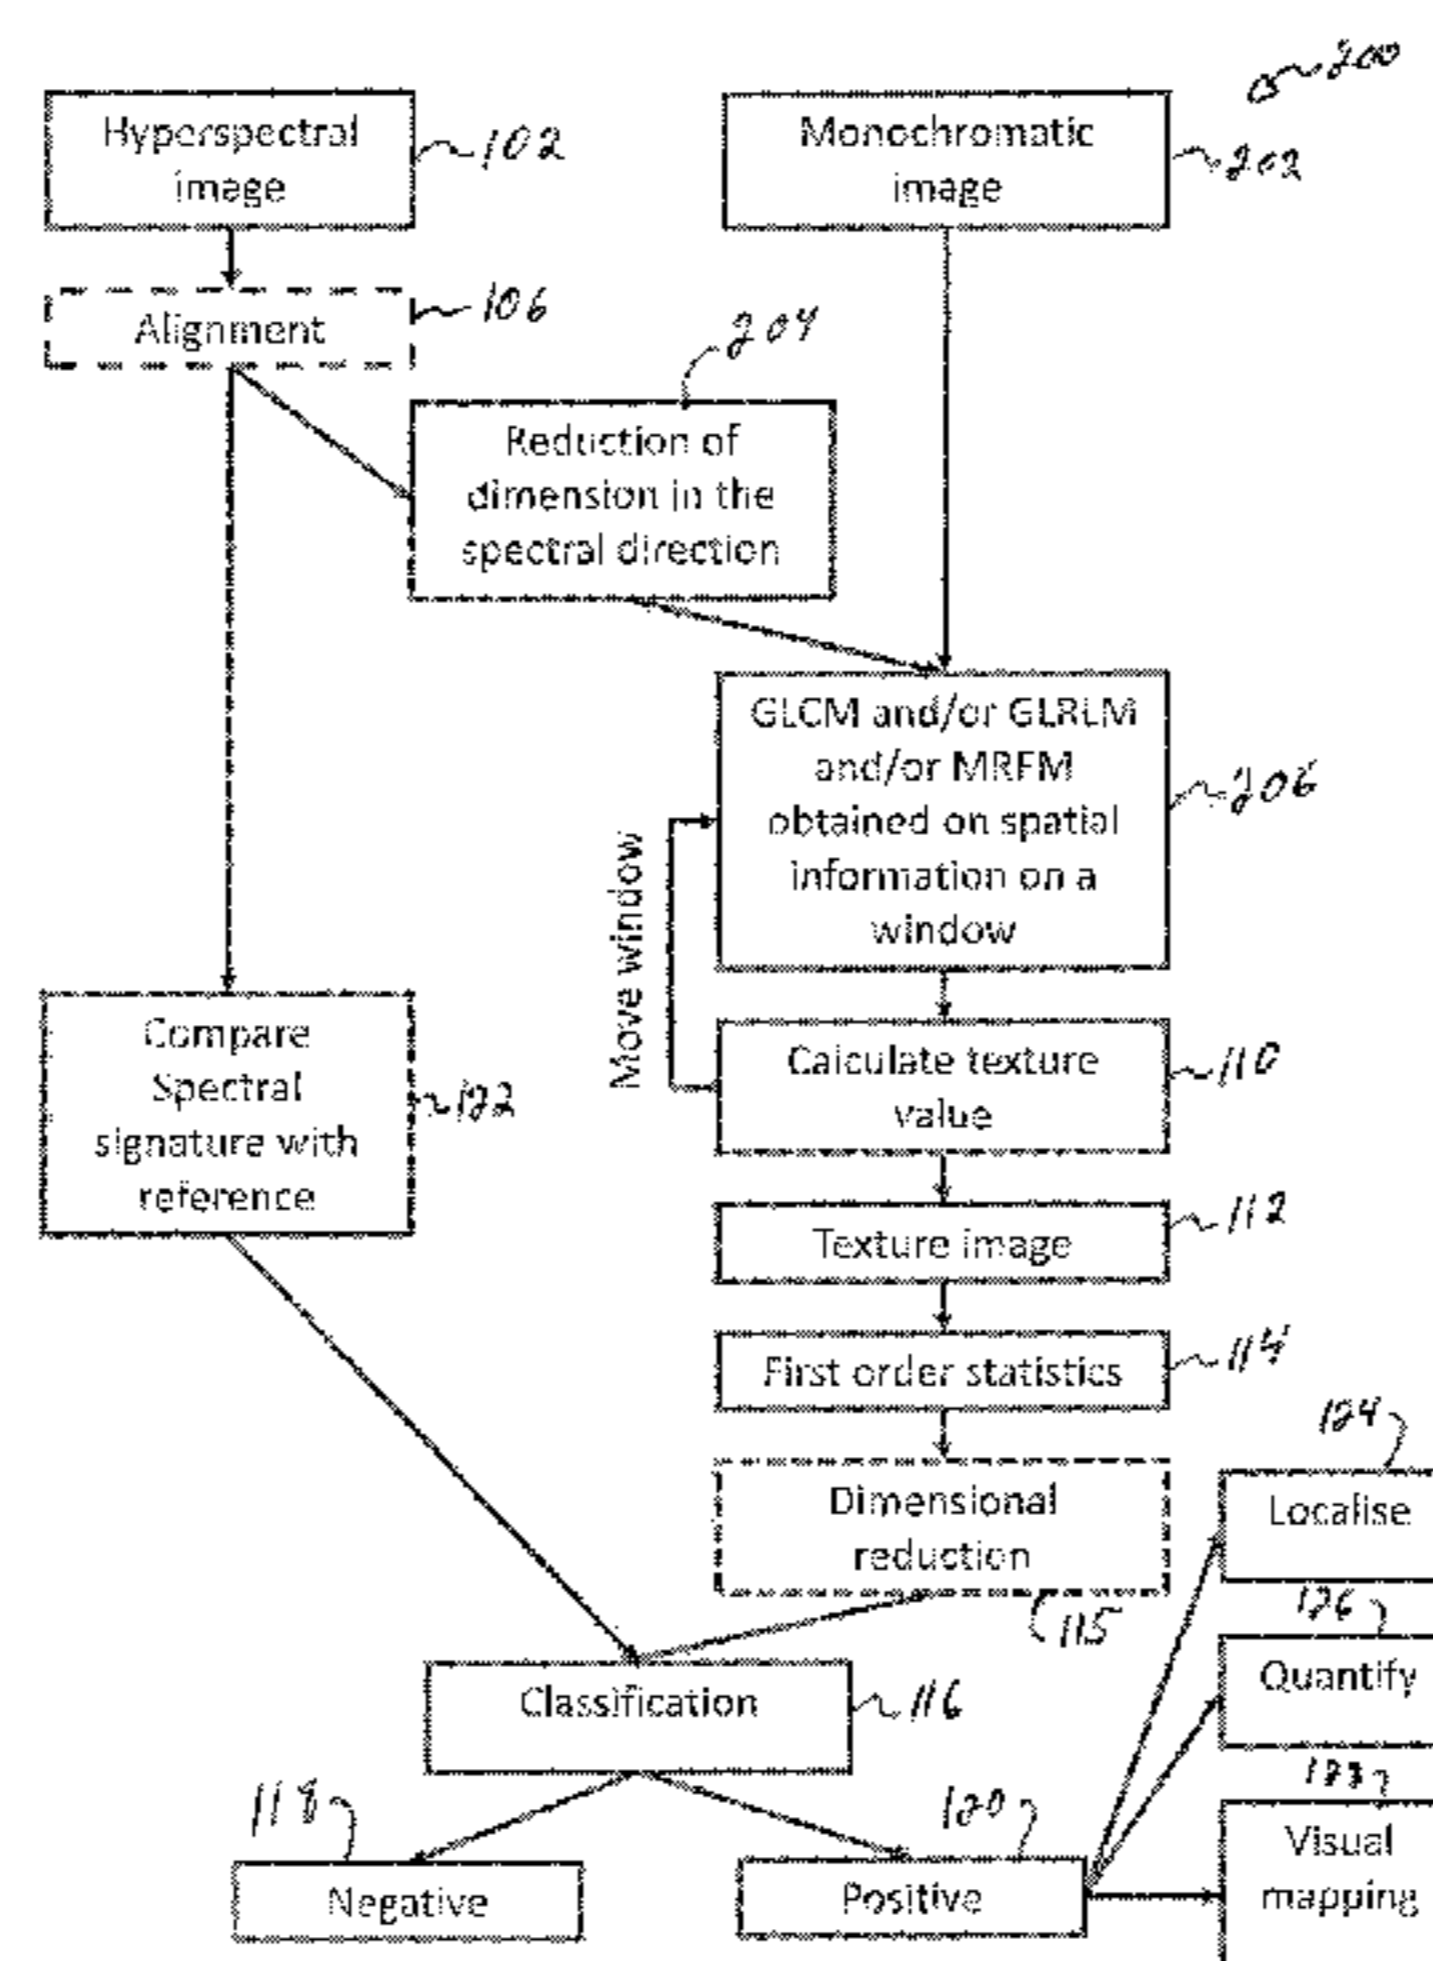 200
Hyperspectral
image
102
Monochromatic
image
202
Alignment
106
204
Reduction of
dimension in the
spectral direction
GLCM and/or GLRLM
and/or MRFM
obtained on spatial
information on a
window
206
Move window
Compare
Spectral
signature with
reference
122
Calculate texture
value
110
Texture image
112
First order statistics
114
Dimensional
reduction
115
124
Localise
126
Quantify
Classification
116
Visual
mapping
118
Negative
120
Positive